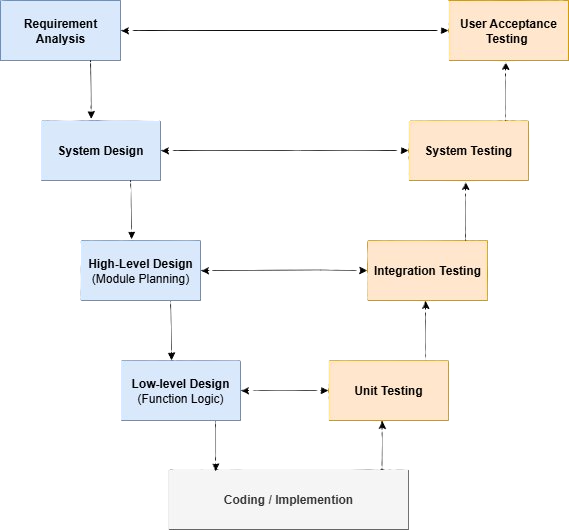 Requirement
Analysis
User Acceptance
Testing
System Design
System Testing
High-Level Design
(Module Planning)
Integration Testing
Low-level Design
(Function Logic)
Unit Testing
Coding / Implemention